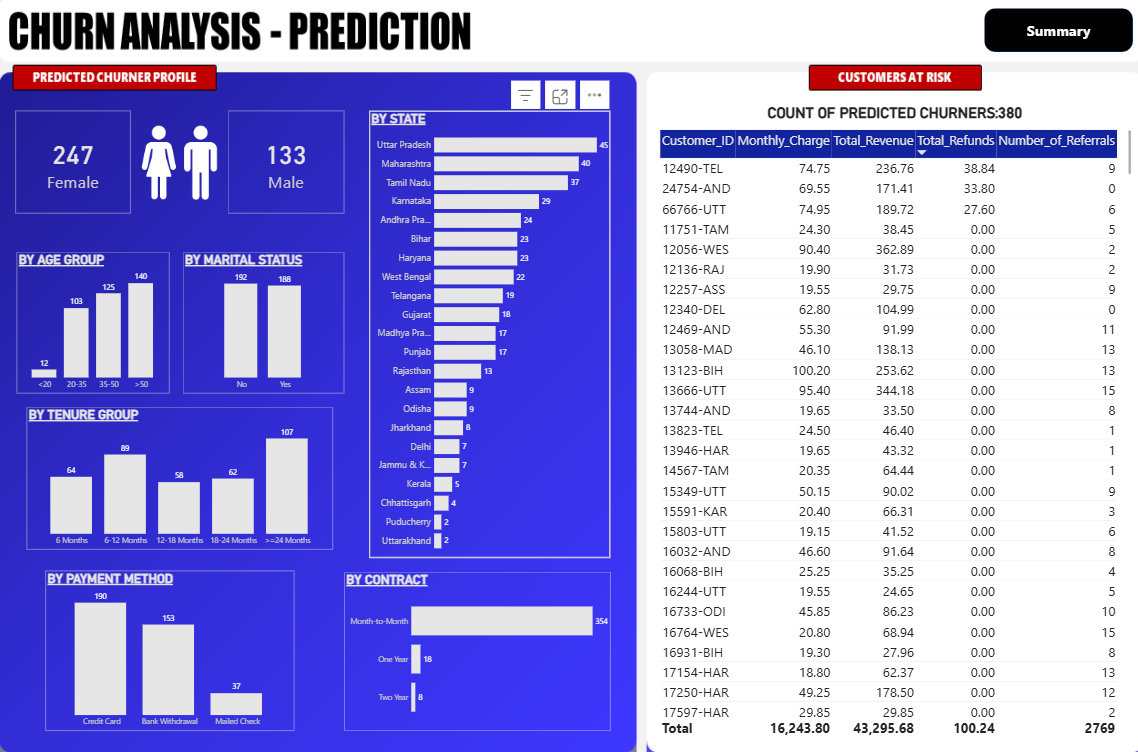 CHURN ANALYSIS - PREDICTION
Summary
PREDICTED CHURNER PROFILE
247
Female
133
Male
BY AGE GROUP
12
103
125
140
<20 20-35 35-50 >50
BY MARITAL STATUS
192
188
No Yes
BY TENURE GROUP
64
89
58
62
107
6 Months 6-12 Months 12-18 Months 18-24 Months >=24 Months
BY PAYMENT METHOD
190
153
37
Credit Card Bank Withdrawal Mailed Check
BY STATE
Uttar Pradesh 45
Maharashtra 40
Tamil Nadu 37
Karnataka 29
Andhra Pra... 24
Bihar 23
Haryana 23
West Bengal 22
Telangana 19
Gujarat 18
Madhya Pra... 17
Punjab 17
Rajasthan 13
Assam 9
Odisha 9
Jharkhand 8
Delhi 7
Jammu & K... 7
Kerala 5
Chhattisgarh 4
Puducherry 2
Uttarakhand 2
BY CONTRACT
Month-to-Month 354
One Year 18
Two Year 8
CUSTOMERS AT RISK
COUNT OF PREDICTED CHURNERS:380
Customer_ID Monthly_Charge Total_Revenue Total_Refunds Number_of_Referrals
12490-TEL 74.75 236.76 38.84 9
24754-AND 69.55 171.41 33.80 0
66766-UTT 74.95 189.72 27.60 6
11751-TAM 24.30 38.45 0.00 5
12056-WES 90.40 362.89 0.00 2
12136-RAJ 19.90 31.73 0.00 2
12257-ASS 19.55 29.75 0.00 9
12340-DEL 62.80 104.99 0.00 0
12469-AND 55.30 91.99 0.00 11
13058-MAD 46.10 138.13 0.00 13
13123-BIH 100.20 253.62 0.00 13
13666-UTT 95.40 344.18 0.00 15
13744-AND 19.65 33.50 0.00 8
13823-TEL 24.50 46.40 0.00 1
13946-HAR 19.65 43.32 0.00 1
14567-TAM 20.35 64.44 0.00 1
15349-UTT 50.15 90.02 0.00 9
15591-KAR 20.40 66.31 0.00 3
15803-UTT 19.15 41.52 0.00 6
16032-AND 46.60 91.64 0.00 8
16068-BIH 25.25 35.25 0.00 4
16244-UTT 19.55 24.65 0.00 7
16733-ODI 45.85 86.23 0.00 10
16764-WES 20.80 68.94 0.00 15
16931-BIH 19.30 27.96 0.00 8
17154-HAR 18.80 62.37 0.00 13
17250-HAR 49.25 178.50 0.00 12
17597-HAR 29.85 29.85 0.00 2
Total 16,243.80 43,295.68 100.24 2769